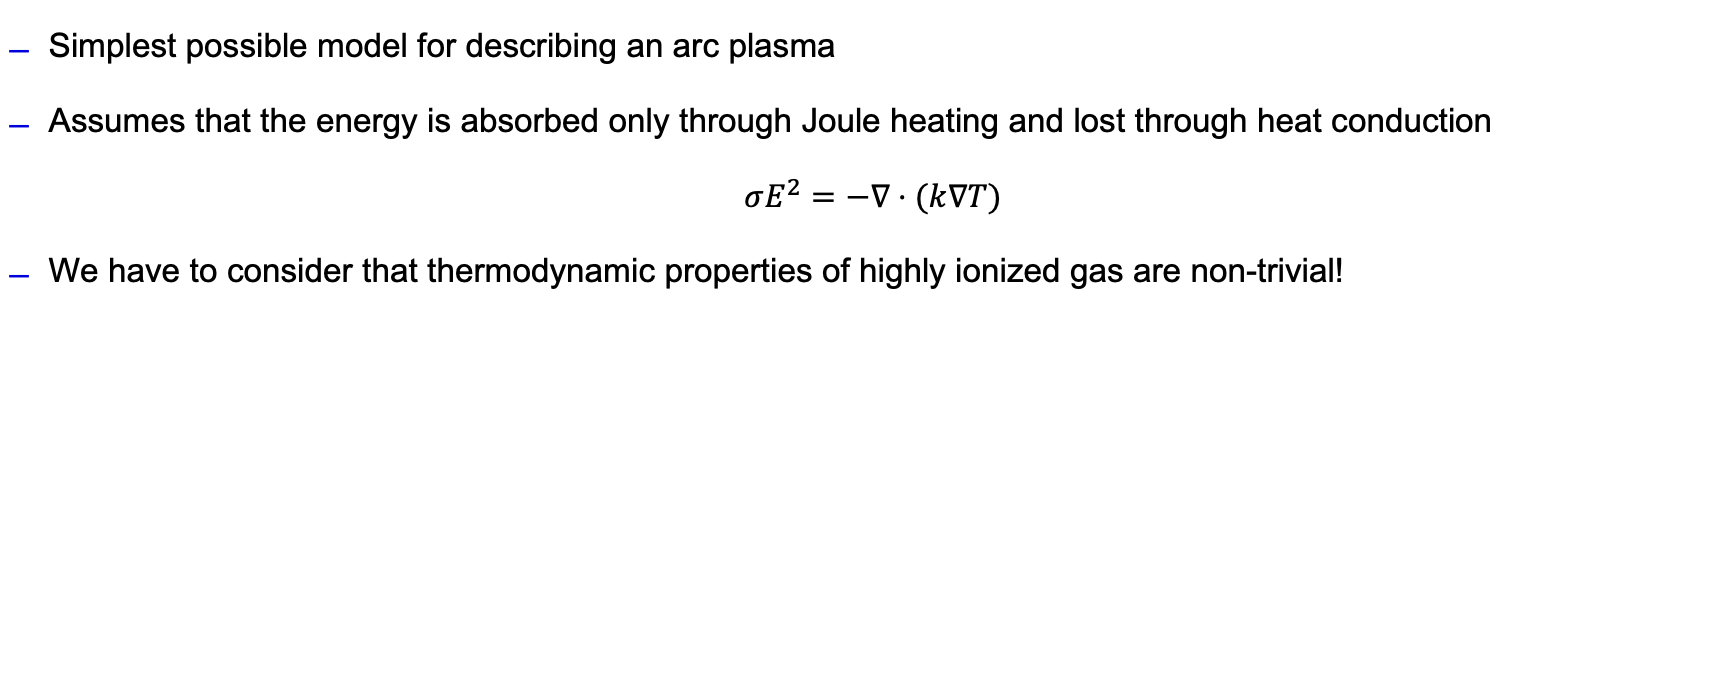 – Simplest possible model for describing an arc plasma
– Assumes that the energy is absorbed only through Joule heating and lost through heat conduction
σE² = −∇ · (k∇T)
– We have to consider that thermodynamic properties of highly ionized gas are non-trivial!